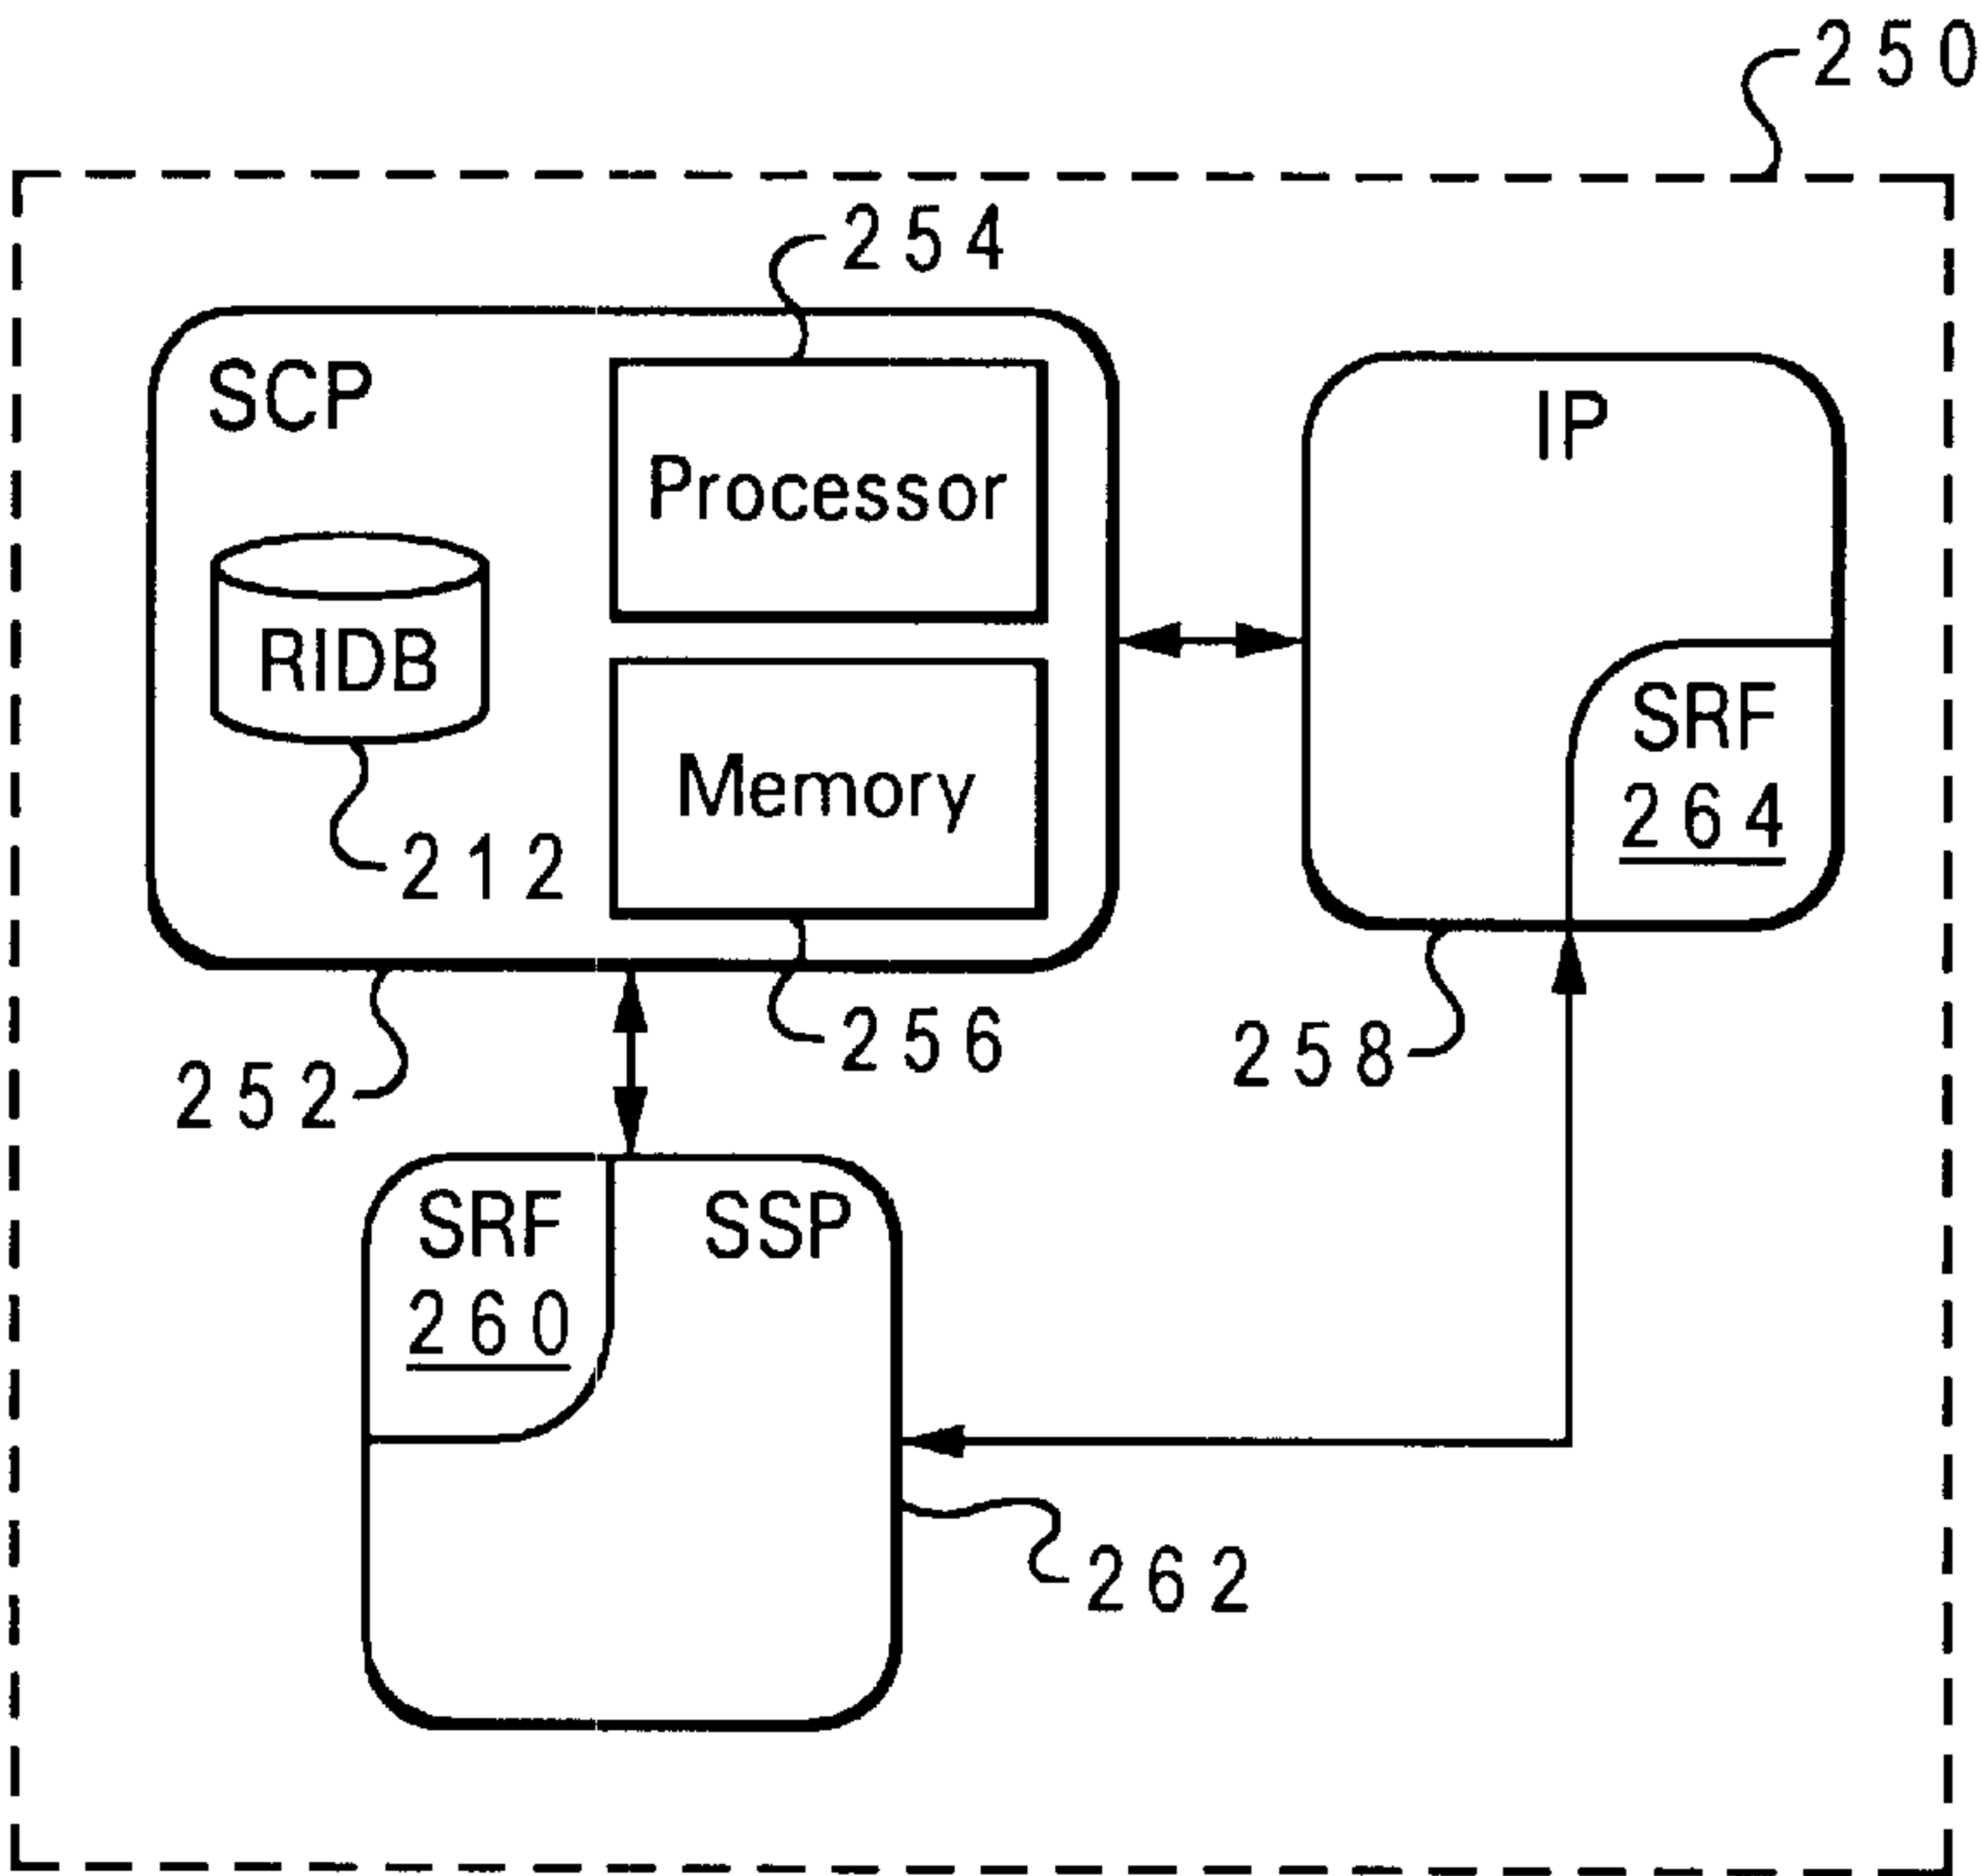 250
254
SCP
Processor
IP
RIDB
SRF
264
Memory
212
256
258
252
SRF
260
SSP
262